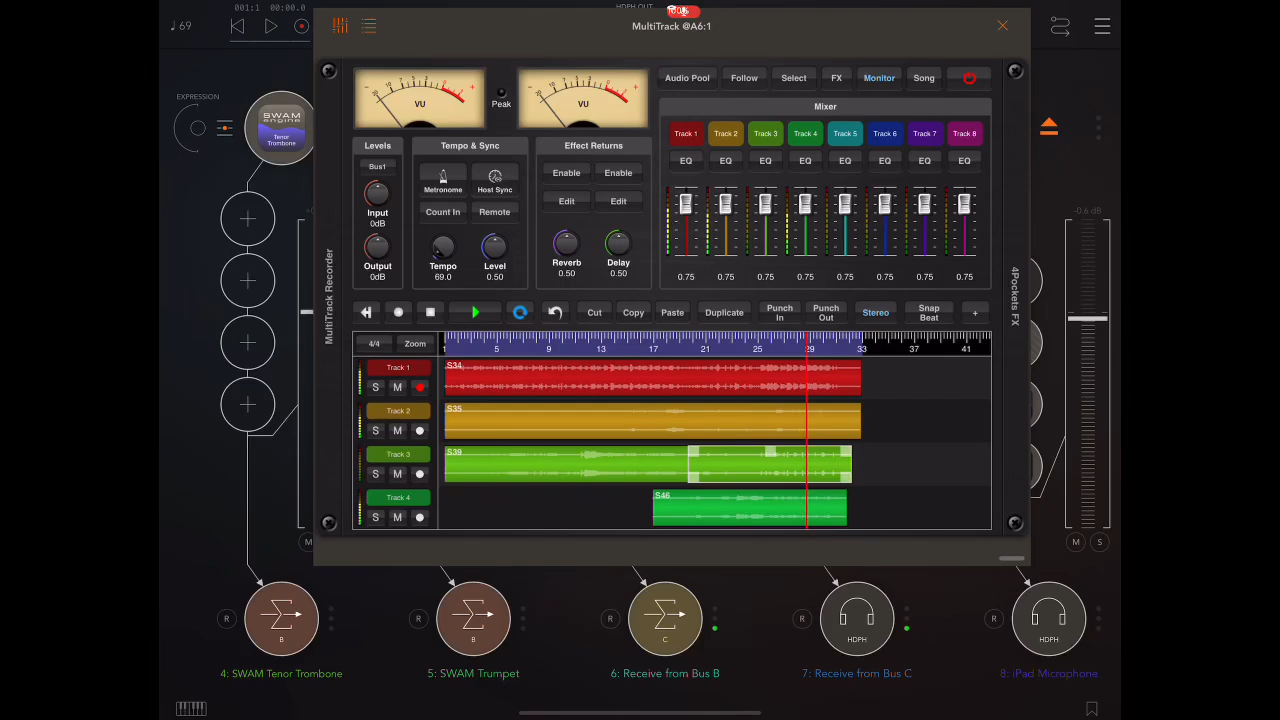 HDPH OUT
001:1 00:00.0
♩ 69
100%
MultiTrack @A6:1
EXPRESSION
SWAM
engine
Tenor
Trombone
VU
Peak
VU
Audio Pool
Follow
Select
FX
Monitor
Song
Mixer
Levels
Tempo & Sync
Effect Returns
Track 1
Track 2
Track 3
Track 4
Track 5
Track 6
Track 7
Track 8
EQ
EQ
EQ
EQ
EQ
EQ
EQ
EQ
Bus1
Metronome
Host Sync
Enable
Enable
Count In
Remote
Edit
Edit
Input
0dB
Output
0dB
Tempo
69.0
Level
0.50
Reverb
0.50
Delay
0.50
0.75
0.75
0.75
0.75
0.75
0.75
0.75
0.75
-0.6 dB
MultiTrack Recorder
4Pockets FX
Cut
Copy
Paste
Duplicate
Punch
In
Punch
Out
Stereo
Snap
Beat
+
4/4
Zoom
1 5 9 13 17 21 25 29 33 37 41
Track 1
S M
S34
Track 2
S M
S35
Track 3
S M
S39
Track 4
S M
S46
M
M S
R
B
R
B
R
C
R
HDPH
R
HDPH
4: SWAM Tenor Trombone
5: SWAM Trumpet
6: Receive from Bus B
7: Receive from Bus C
8: iPad Microphone